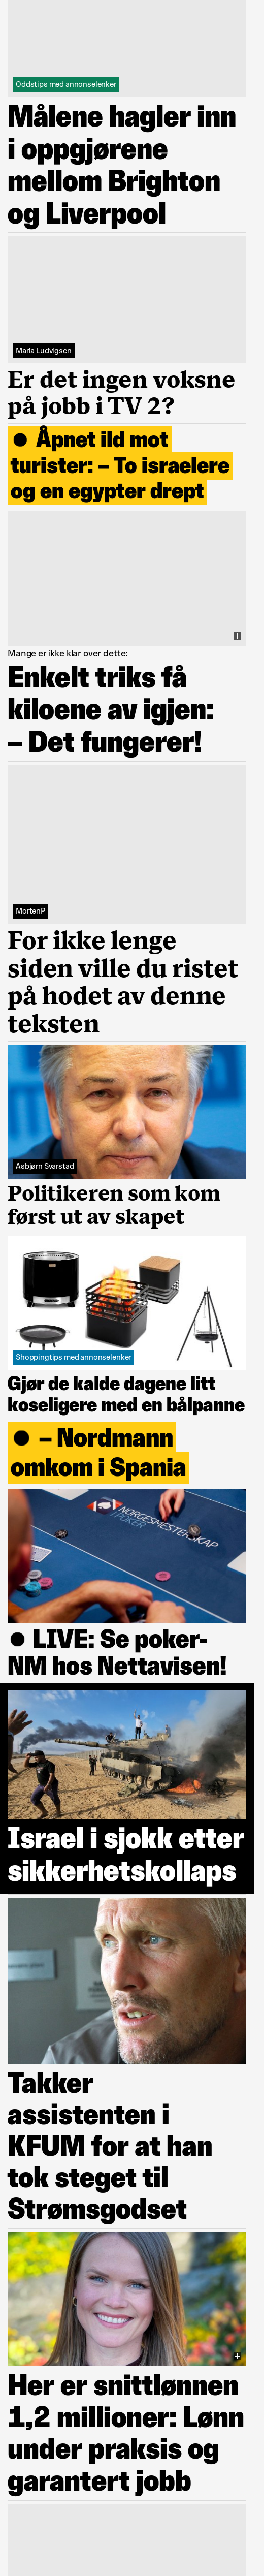 Oddstips med annonselenker
Målene hagler inn
i oppgjørene
mellom Brighton
og Liverpool
Maria Ludvigsen
Er det ingen voksne
på jobb i TV 2?
● Åpnet ild mot
turister: – To israelere
og en egypter drept
Mange er ikke klar over dette:
Enkelt triks få
kiloene av igjen:
– Det fungerer!
MortenP
For ikke lenge
siden ville du ristet
på hodet av denne
teksten
Asbjørn Svarstad
Politikeren som kom
først ut av skapet
Shoppingtips med annonselenker
Gjør de kalde dagene litt
koseligere med en bålpanne
● – Nordmann
omkom i Spania
NORGESMESTERSKAP
I POKER
● LIVE: Se poker-
NM hos Nettavisen!
Israel i sjokk etter
sikkerhetskollaps
Takker
assistenten i
KFUM for at han
tok steget til
Strømsgodset
Her er snittlønnen
1,2 millioner: Lønn
under praksis og
garantert jobb